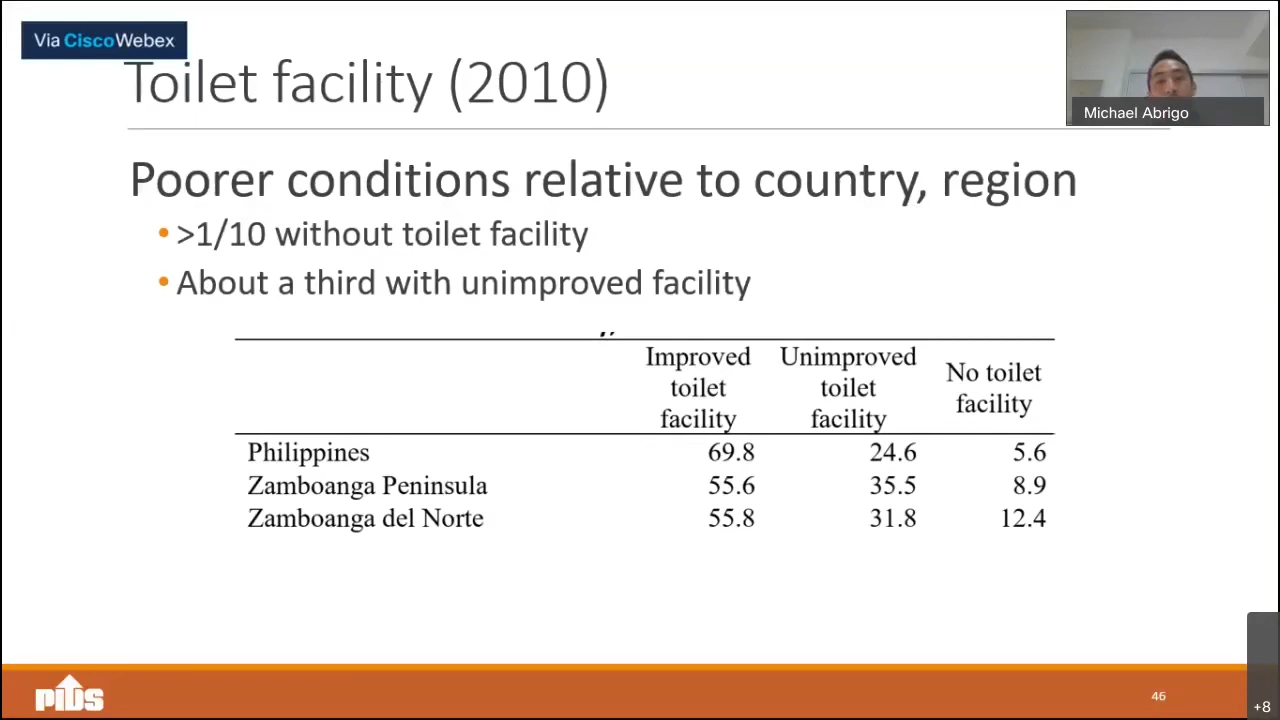 Via CiscoWebex
Toilet facility (2010)
Michael Abrigo
Poorer conditions relative to country, region
• >1/10 without toilet facility
• About a third with unimproved facility
Improved toilet facility Unimproved toilet facility No toilet facility
Philippines 69.8 24.6 5.6
Zamboanga Peninsula 55.6 35.5 8.9
Zamboanga del Norte 55.8 31.8 12.4
pids
46
+8